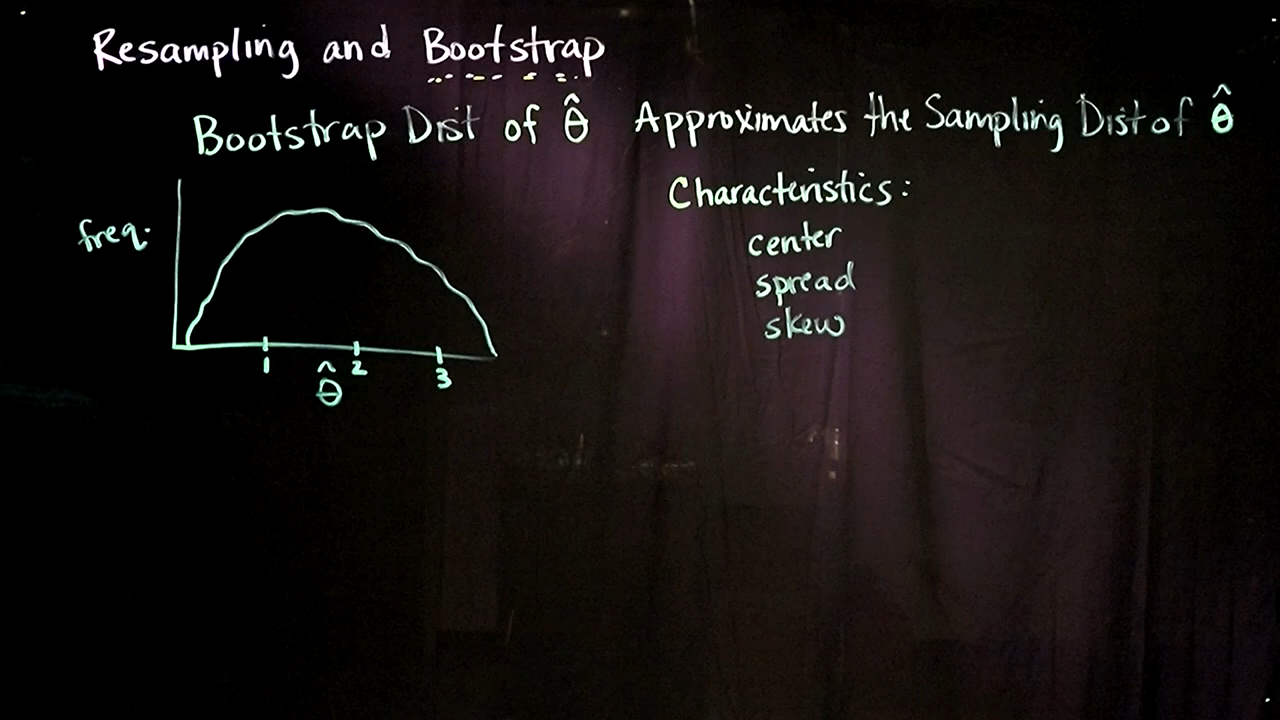 Resampling and Bootstrap
Bootstrap Dist of θ̂ Approximates the Sampling Dist of θ̂
Characteristics:
center
spread
skew
freq.
1 2 3
θ̂